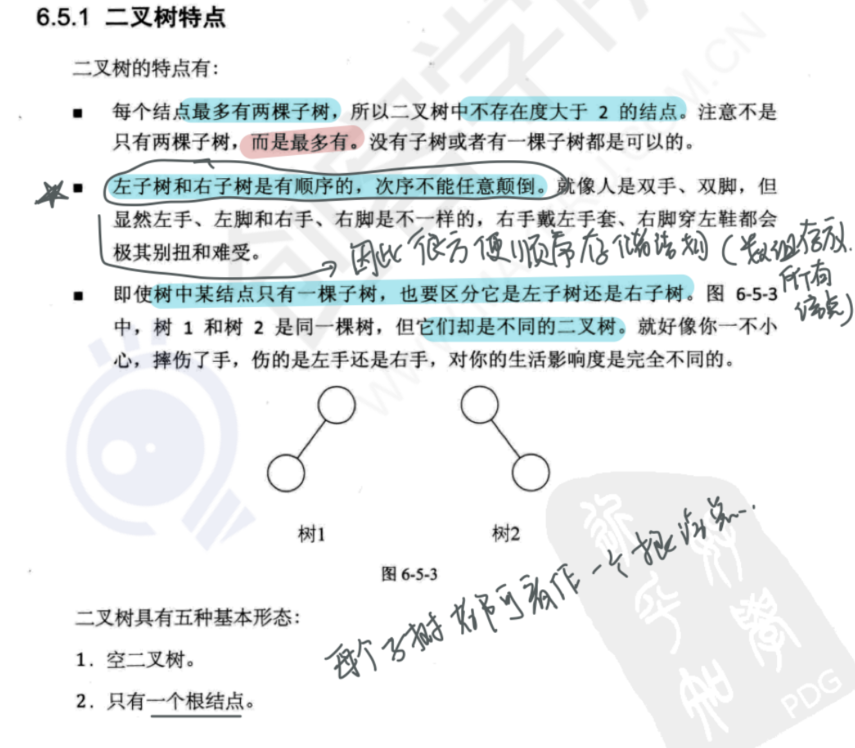 6.5.1 二叉树特点
二叉树的特点有：
■ 每个结点最多有两棵子树，所以二叉树中不存在度大于 2 的结点。注意不是
只有两棵子树，而是最多有。没有子树或者有一棵子树都是可以的。
■ 左子树和右子树是有顺序的，次序不能任意颠倒。就像人是双手、双脚，但
显然左手、左脚和右手、右脚是不一样的，右手戴左手套、右脚穿左鞋都会
极其别扭和难受。
因此很方便顺序存储结构（数组存放
所有
结点）
■ 即使树中某结点只有一棵子树，也要区分它是左子树还是右子树。图 6-5-3
中，树 1 和树 2 是同一棵树，但它们却是不同的二叉树。就好像你一不小
心，摔伤了手，伤的是左手还是右手，对你的生活影响度是完全不同的。
树1 树2
图 6-5-3
每个子树都可看作一个根结点..
二叉树具有五种基本形态：
1．空二叉树。
2．只有一个根结点。
PDG